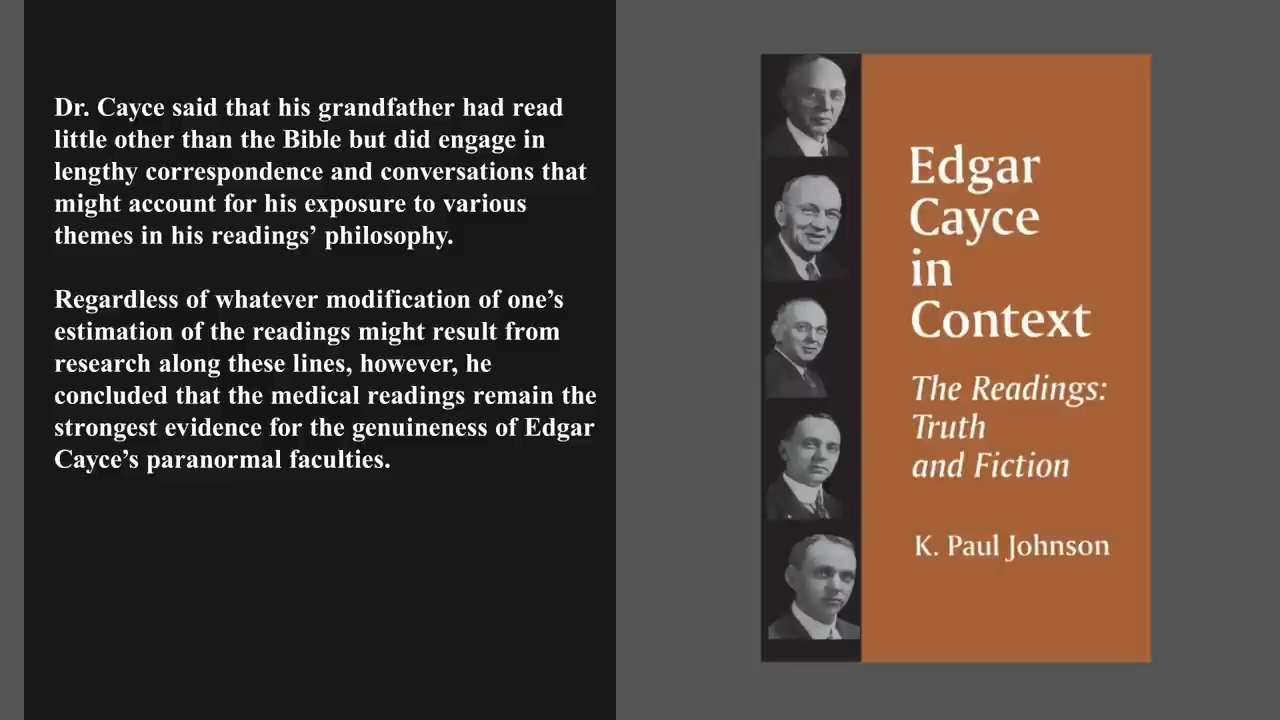 Dr. Cayce said that his grandfather had read
little other than the Bible but did engage in
lengthy correspondence and conversations that
might account for his exposure to various
themes in his readings’ philosophy.
Regardless of whatever modification of one’s
estimation of the readings might result from
research along these lines, however, he
concluded that the medical readings remain the
strongest evidence for the genuineness of Edgar
Cayce’s paranormal faculties.
Edgar
Cayce
in
Context
The Readings:
Truth
and Fiction
K. Paul Johnson